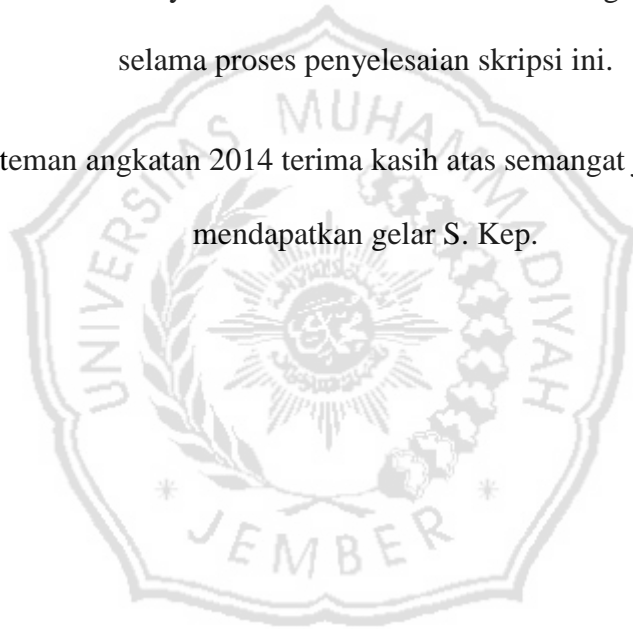 selama proses penyelesaian skripsi ini.
teman angkatan 2014 terima kasih atas semangat
mendapatkan gelar S. Kep.
UNIVERSITAS MUHAMMADIYAH
JEMBER